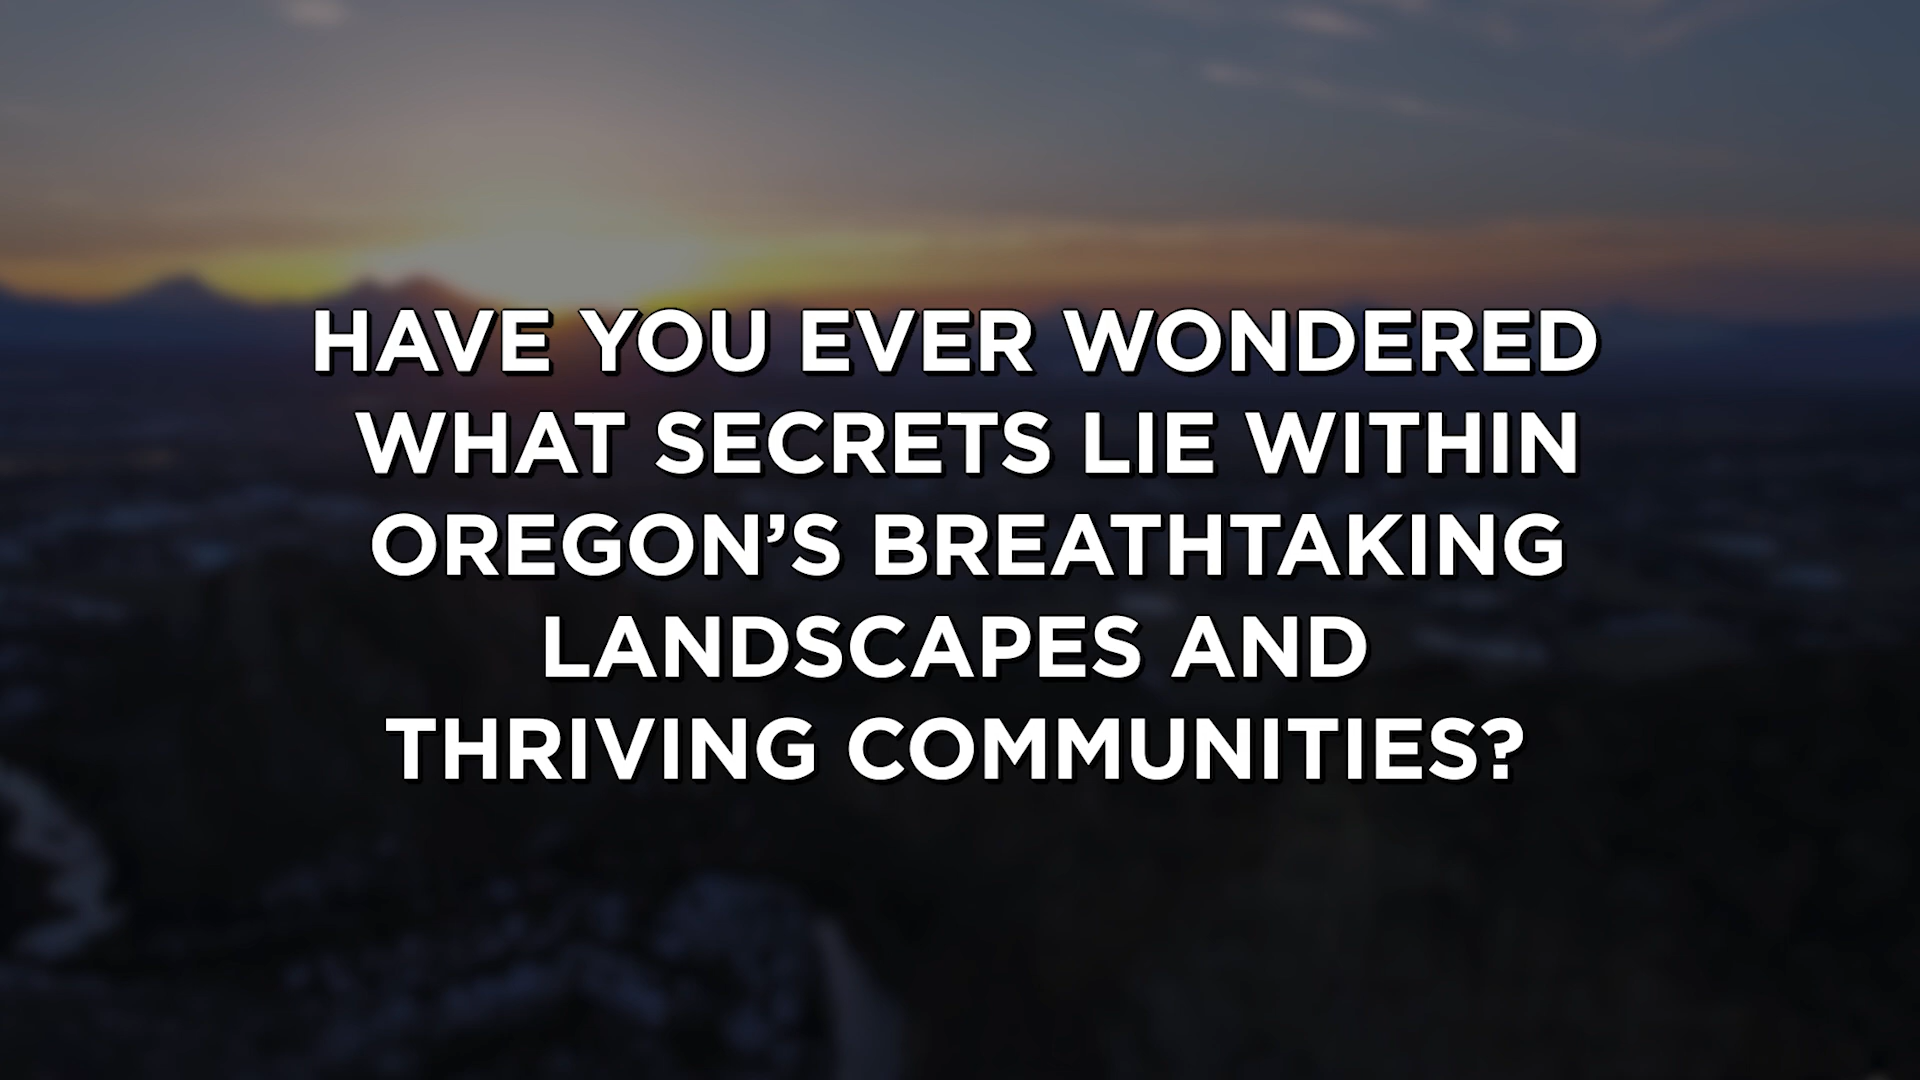 HAVE YOU EVER WONDERED
WHAT SECRETS LIE WITHIN
OREGON’S BREATHTAKING
LANDSCAPES AND
THRIVING COMMUNITIES?